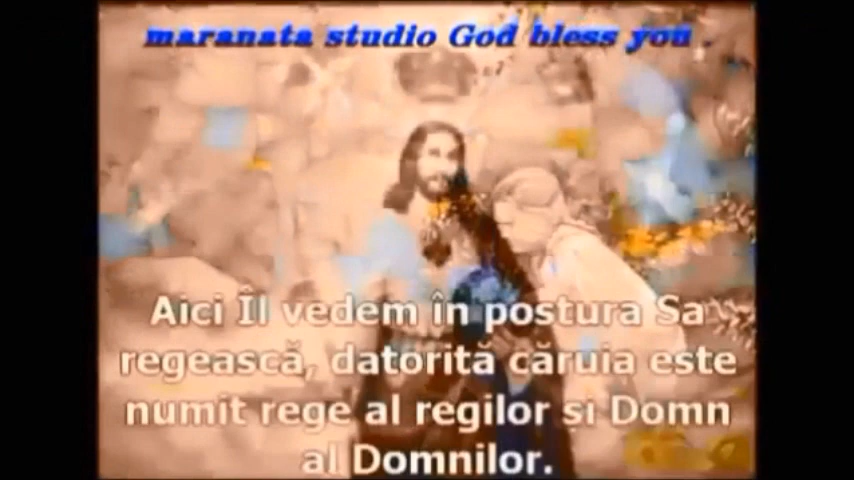 maranata studio God bless you .
Aici Îl vedem în postura Sa
regească, datorită căruia este
numit rege al regilor și Domn
al Domnilor.